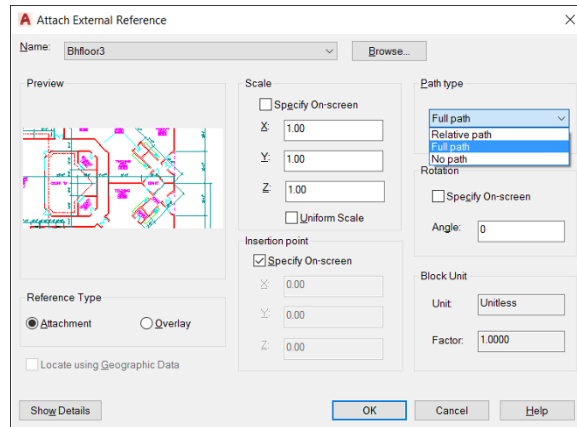 Attach External Reference
Name: Bhfloor3 Browse...
Preview
Scale
Specify On-screen
X: 1.00
Y: 1.00
Z: 1.00
Uniform Scale
Path type
Full path
Relative path
Full path
No path
Rotation
Specify On-screen
Angle: 0
Insertion point
Specify On-screen
X: 0.00
Y: 0.00
Z: 0.00
Block Unit
Unit: Unitless
Factor: 1.0000
Reference Type
Attachment Overlay
Locate using Geographic Data
Show Details OK Cancel Help